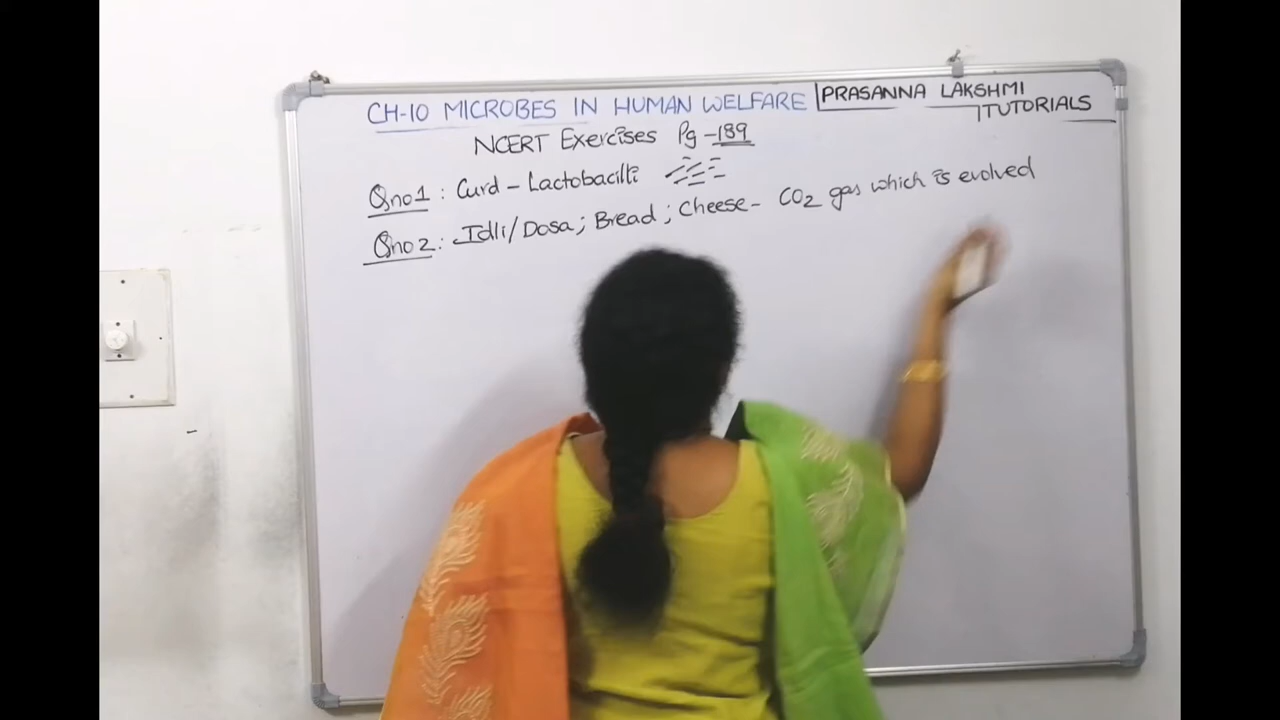 CH-10 MICROBES IN HUMAN WELFARE
PRASANNA LAKSHMI
TUTORIALS
NCERT Exercises Pg-189
Qno1: Curd - Lactobacilli
Qno2: Idli/Dosa; Bread; Cheese - CO2 gas which is evolved